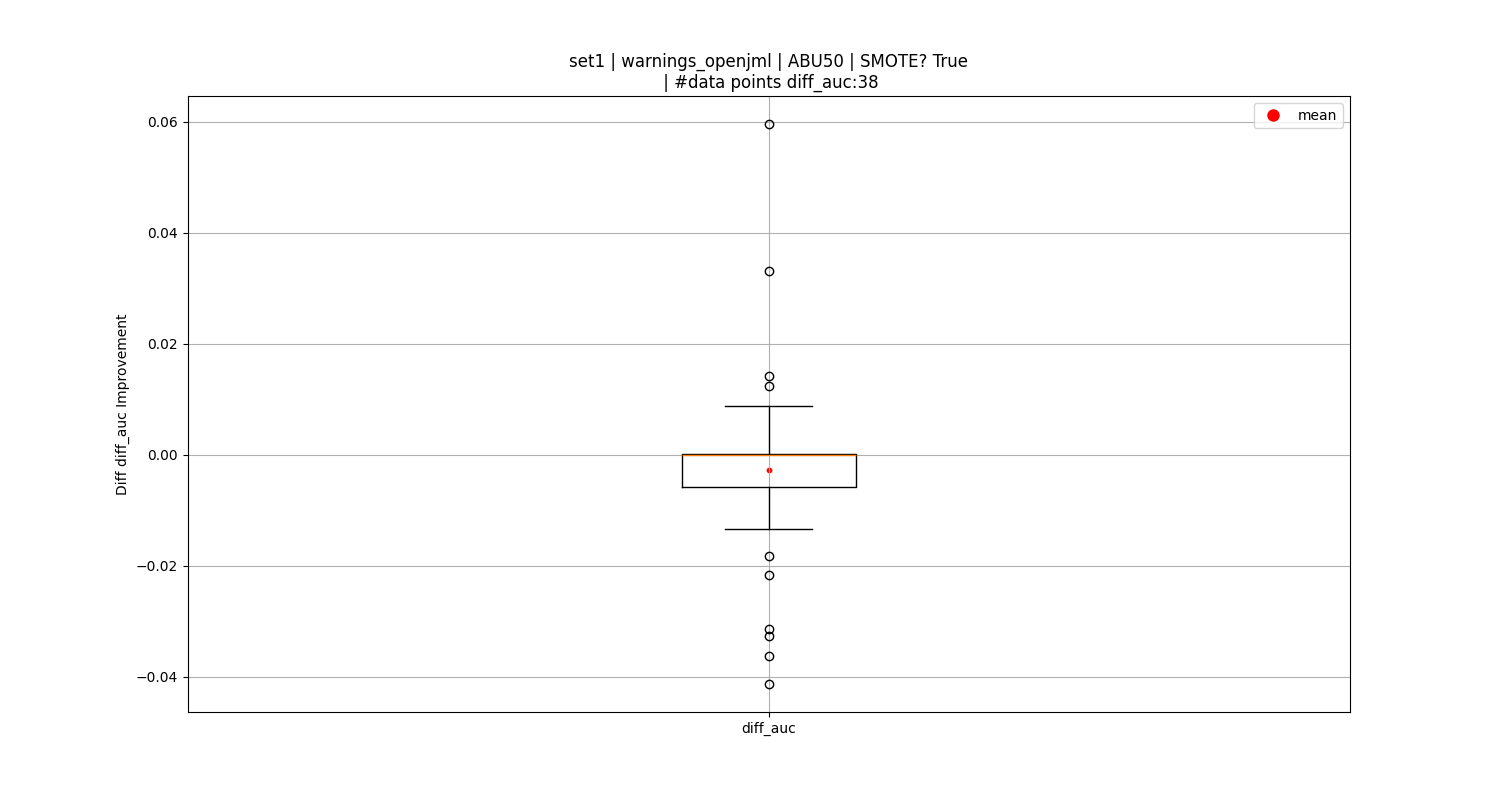 set1 | warnings_openjml | ABU50 | SMOTE? True
| #data points diff_auc:38
mean
0.06
0.04
0.02
0.00
−0.02
−0.04
Diff diff_auc Improvement
diff_auc